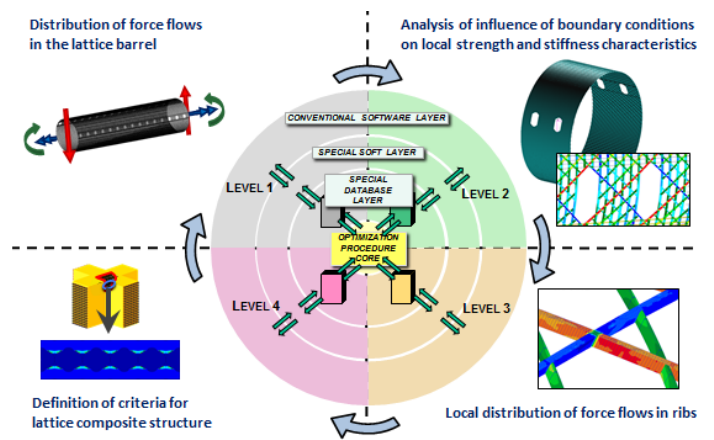 Distribution of force flows
in the lattice barrel
Analysis of influence of boundary conditions
on local strength and stiffness characteristics
CONVENTIONAL SOFTWARE LAYER
SPECIAL SOFT LAYER
SPECIAL
DATABASE
LAYER
LEVEL 1
LEVEL 2
OPTIMIZATION
PROCEDURE
CORE
LEVEL 4
LEVEL 3
Definition of criteria for
lattice composite structure
Local distribution of force flows in ribs